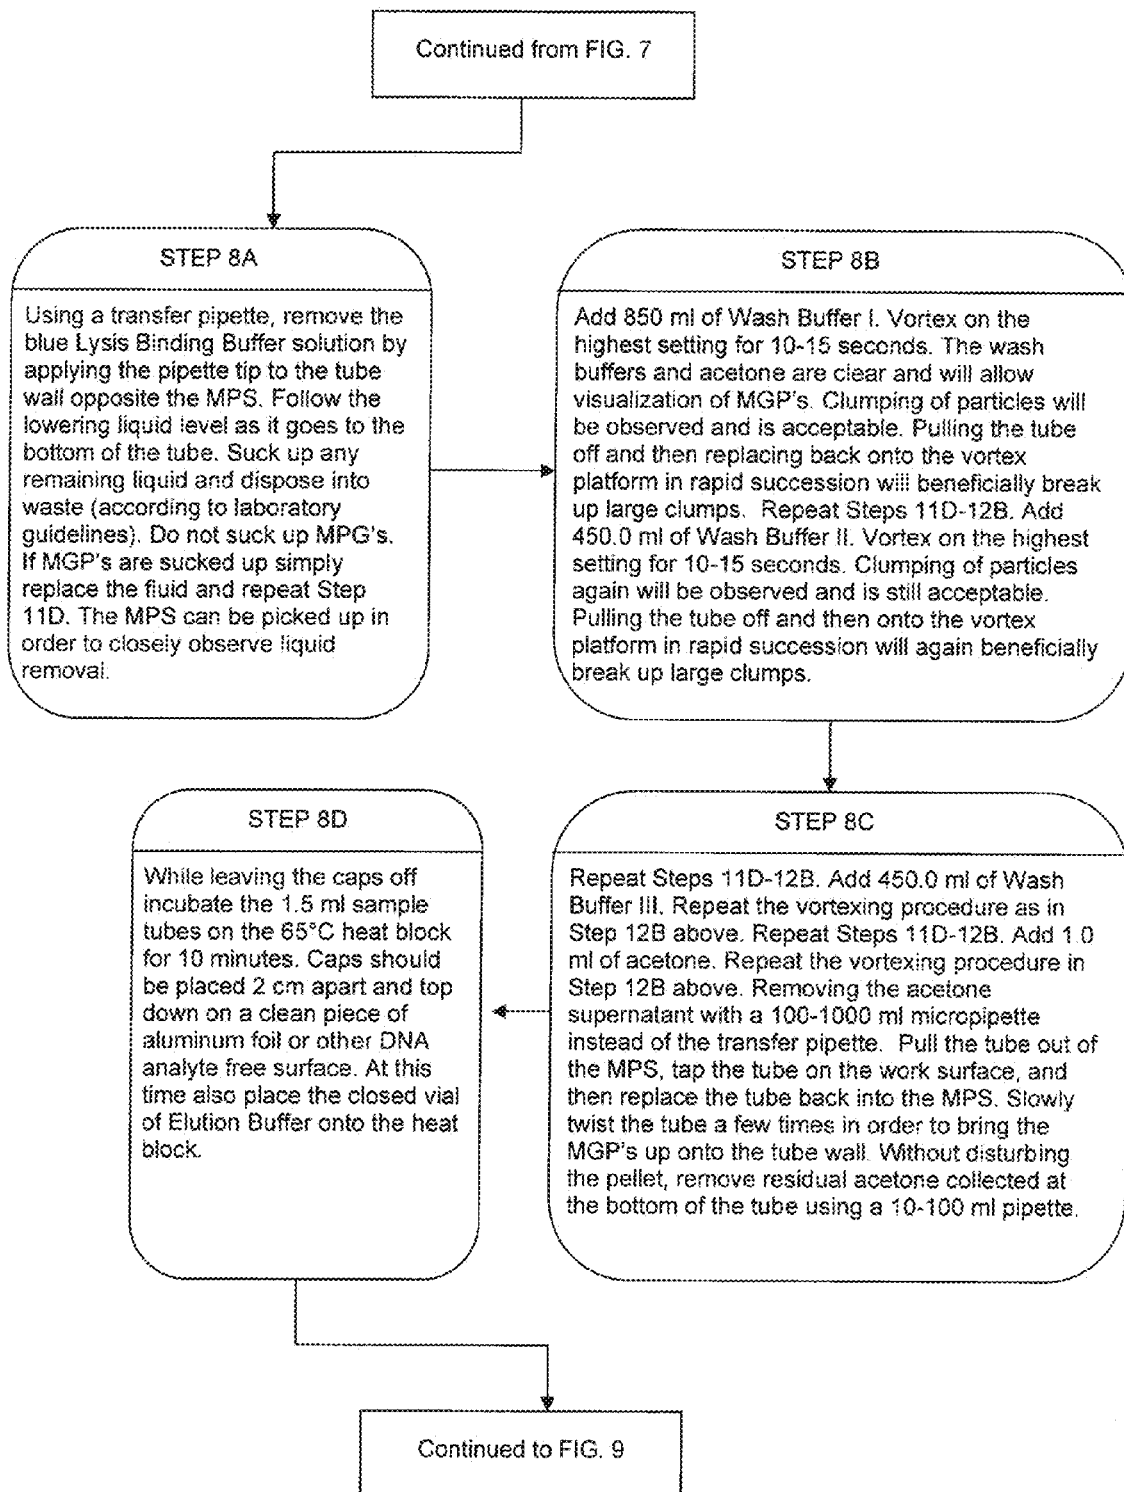 Continued from FIG. 7
STEP 8A
Using a transfer pipette, remove the
blue Lysis Binding Buffer solution by
applying the pipette tip to the tube
wall opposite the MPS. Follow the
lowering liquid level as it goes to the
bottom of the tube. Suck up any
remaining liquid and dispose into
waste (according to laboratory
guidelines). Do not suck up MPG's.
If MGP's are sucked up simply
replace the fluid and repeat Step
11D. The MPS can be picked up in
order to closely observe liquid
removal.
STEP 8B
Add 850 ml of Wash Buffer I. Vortex on the
highest setting for 10-15 seconds. The wash
buffers and acetone are clear and will allow
visualization of MGP's. Clumping of particles will
be observed and is acceptable. Pulling the tube
off and then replacing back onto the vortex
platform in rapid succession will beneficially break
up large clumps. Repeat Steps 11D-12B. Add
450.0 ml of Wash Buffer II. Vortex on the highest
setting for 10-15 seconds. Clumping of particles
again will be observed and is still acceptable.
Pulling the tube off and then onto the vortex
platform in rapid succession will again beneficially
break up large clumps.
STEP 8C
Repeat Steps 11D-12B. Add 450.0 ml of Wash
Buffer III. Repeat the vortexing procedure as in
Step 12B above. Repeat Steps 11D-12B. Add 1.0
ml of acetone. Repeat the vortexing procedure in
Step 12B above. Removing the acetone
supernatant with a 100-1000 ml micropipette
instead of the transfer pipette. Pull the tube out of
the MPS, tap the tube on the work surface, and
then replace the tube back into the MPS. Slowly
twist the tube a few times in order to bring the
MGP's up onto the tube wall. Without disturbing
the pellet, remove residual acetone collected at
the bottom of the tube using a 10-100 ml pipette.
STEP 8D
While leaving the caps off
incubate the 1.5 ml sample
tubes on the 65°C heat block
for 10 minutes. Caps should
be placed 2 cm apart and top
down on a clean piece of
aluminum foil or other DNA
analyte free surface. At this
time also place the closed vial
of Elution Buffer onto the heat
block.
Continued to FIG. 9